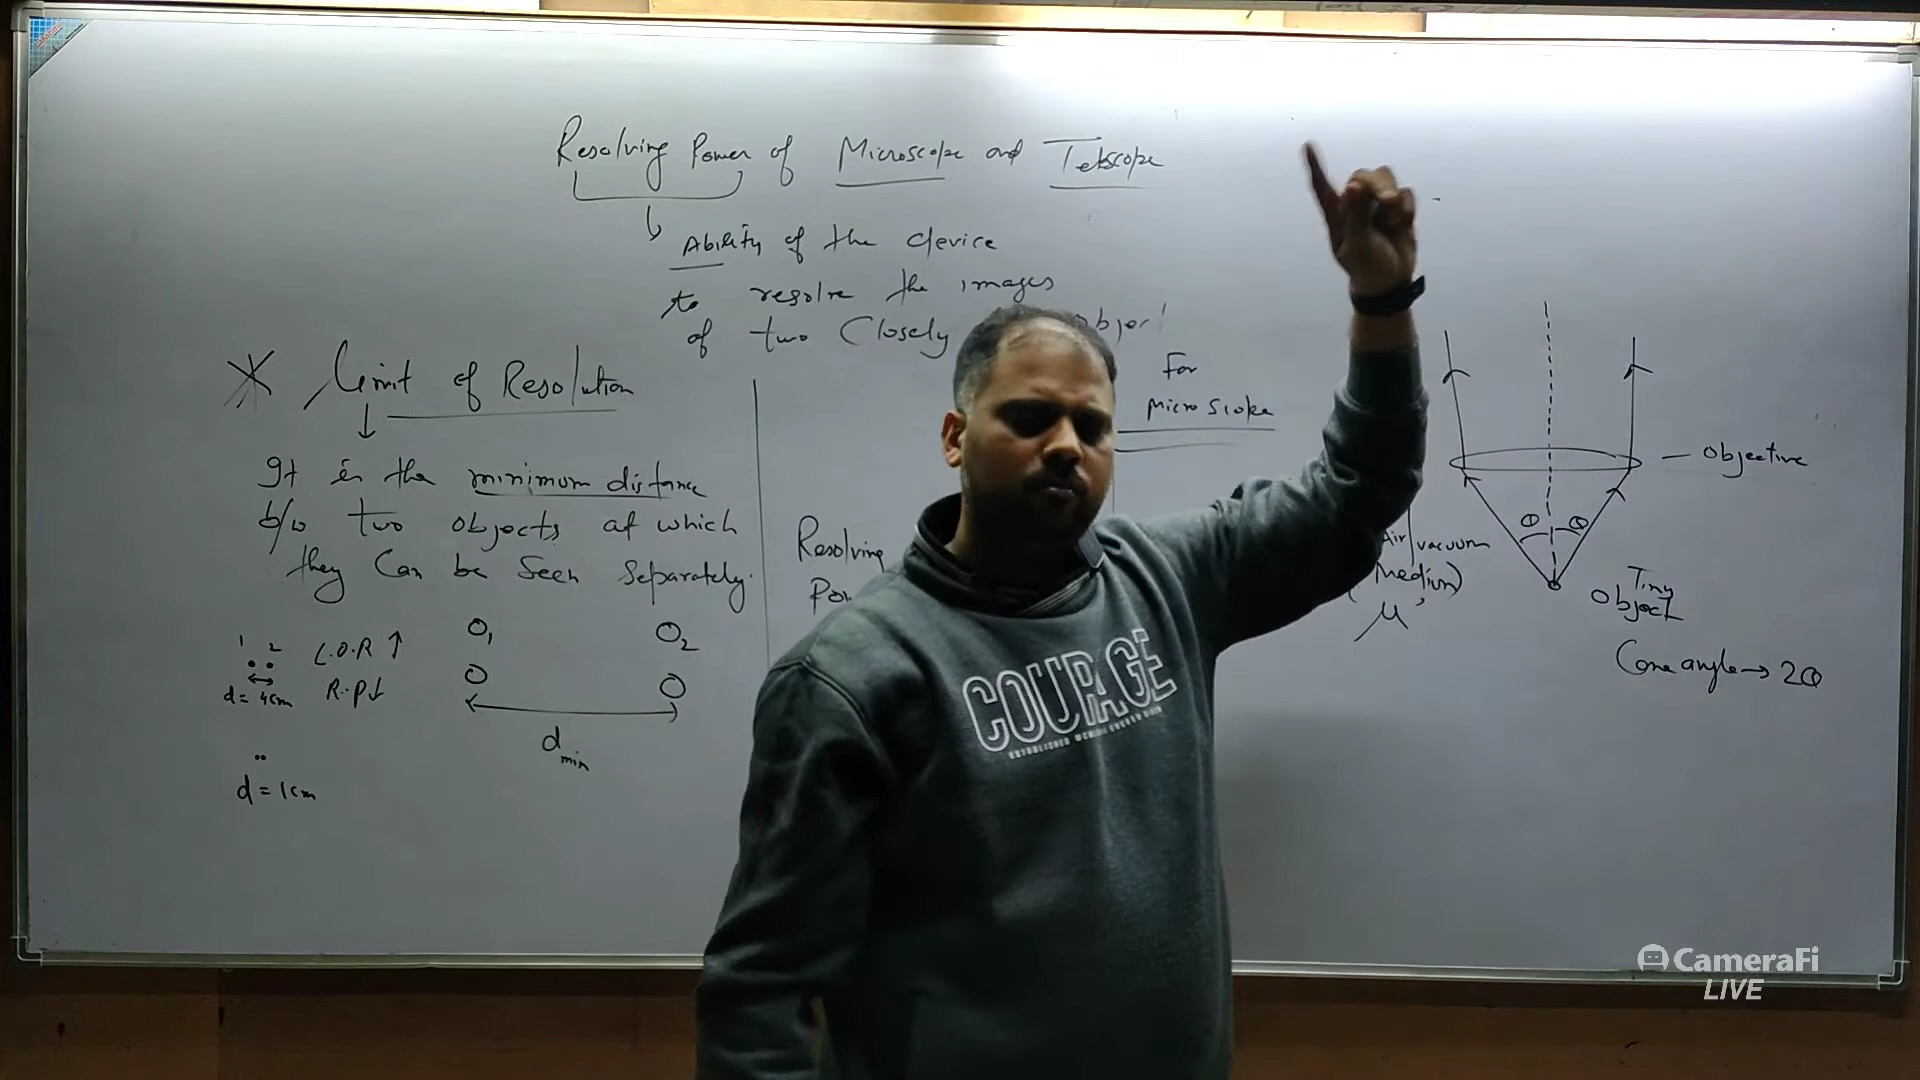 Resolving Power of Microscope and Telescope
Ability of the device
to resolve the images
of two Closely
* Limit of Resolution
It is the minimum distance
b/w two objects at which
they Can be Seen Separately.
1 2
L.O.R ↑
R.P ↓
d = 4cm
O1 O2
O O
dmin
d = 1cm
For
Microscope
Resolving
Objective
θ θ
Air/vacuum
(Medium)
μ
Tiny
Object
Cone angle → 2θ
COURAGE
CameraFi
LIVE